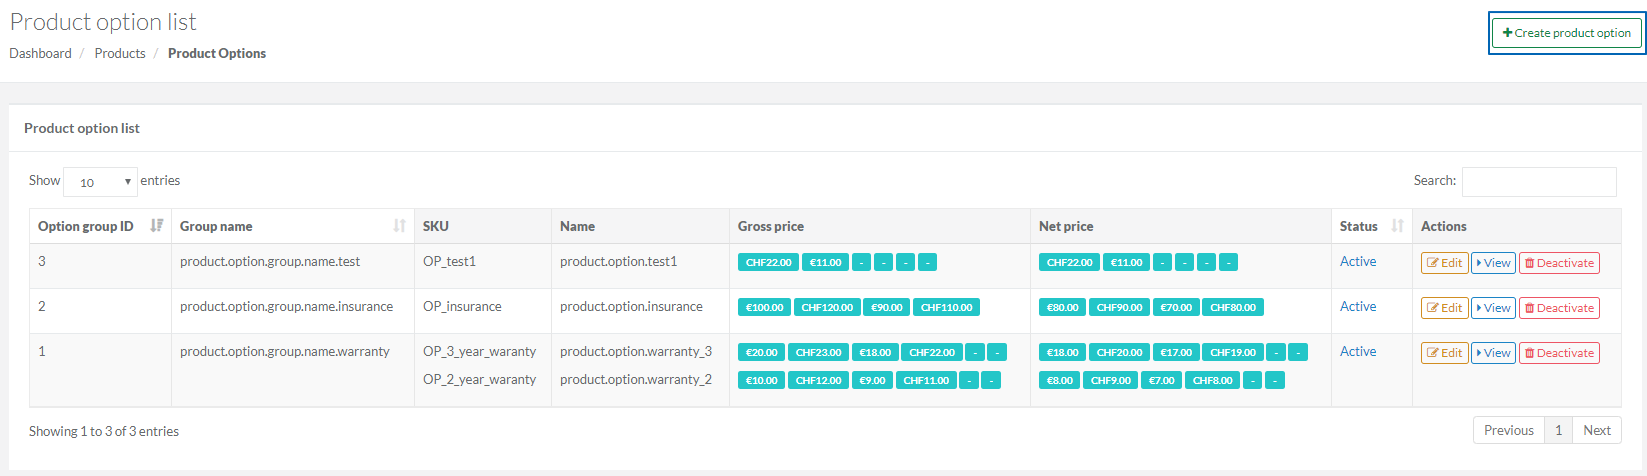 Product option list
Dashboard / Products / Product Options
Create product option
Product option list
Show 10 entries
Search:
Option group ID Group name SKU Name Gross price Net price Status Actions
3 product.option.group.name.test OP_test1 product.option.test1 CHF22.00 €11.00 - - - - CHF22.00 €11.00 - - - - Active Edit View Deactivate
2 product.option.group.name.insurance OP_insurance product.option.insurance €100.00 CHF120.00 €90.00 CHF110.00 €80.00 CHF90.00 €70.00 CHF80.00 Active Edit View Deactivate
1 product.option.group.name.warranty OP_3_year_waranty product.option.warranty_3 €20.00 CHF23.00 €18.00 CHF22.00 - - €18.00 CHF20.00 €17.00 CHF19.00 - - Active Edit View Deactivate
OP_2_year_waranty product.option.warranty_2 €10.00 CHF12.00 €9.00 CHF11.00 - - €8.00 CHF9.00 €7.00 CHF8.00 - -
Showing 1 to 3 of 3 entries
Previous 1 Next